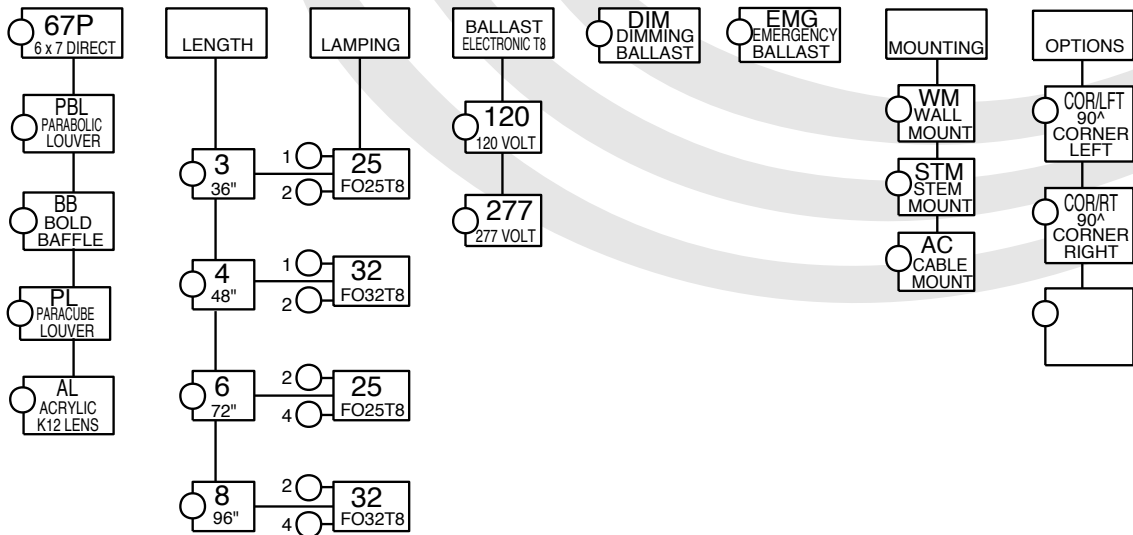 67P
6 x 7 DIRECT
PBL
PARABOLIC
LOUVER
BB
BOLD
BAFFLE
PL
PARACUBE
LOUVER
AL
ACRYLIC
K12 LENS
LENGTH
LAMPING
3
36"
1
2
25
FO25T8
4
48"
1
2
32
FO32T8
6
72"
2
4
25
FO25T8
8
96"
2
4
32
FO32T8
BALLAST
ELECTRONIC T8
120
120 VOLT
277
277 VOLT
DIM
DIMMING
BALLAST
EMG
EMERGENCY
BALLAST
MOUNTING
WM
WALL
MOUNT
STM
STEM
MOUNT
AC
CABLE
MOUNT
OPTIONS
COR/LFT
90^
CORNER
LEFT
COR/RT
90^
CORNER
RIGHT